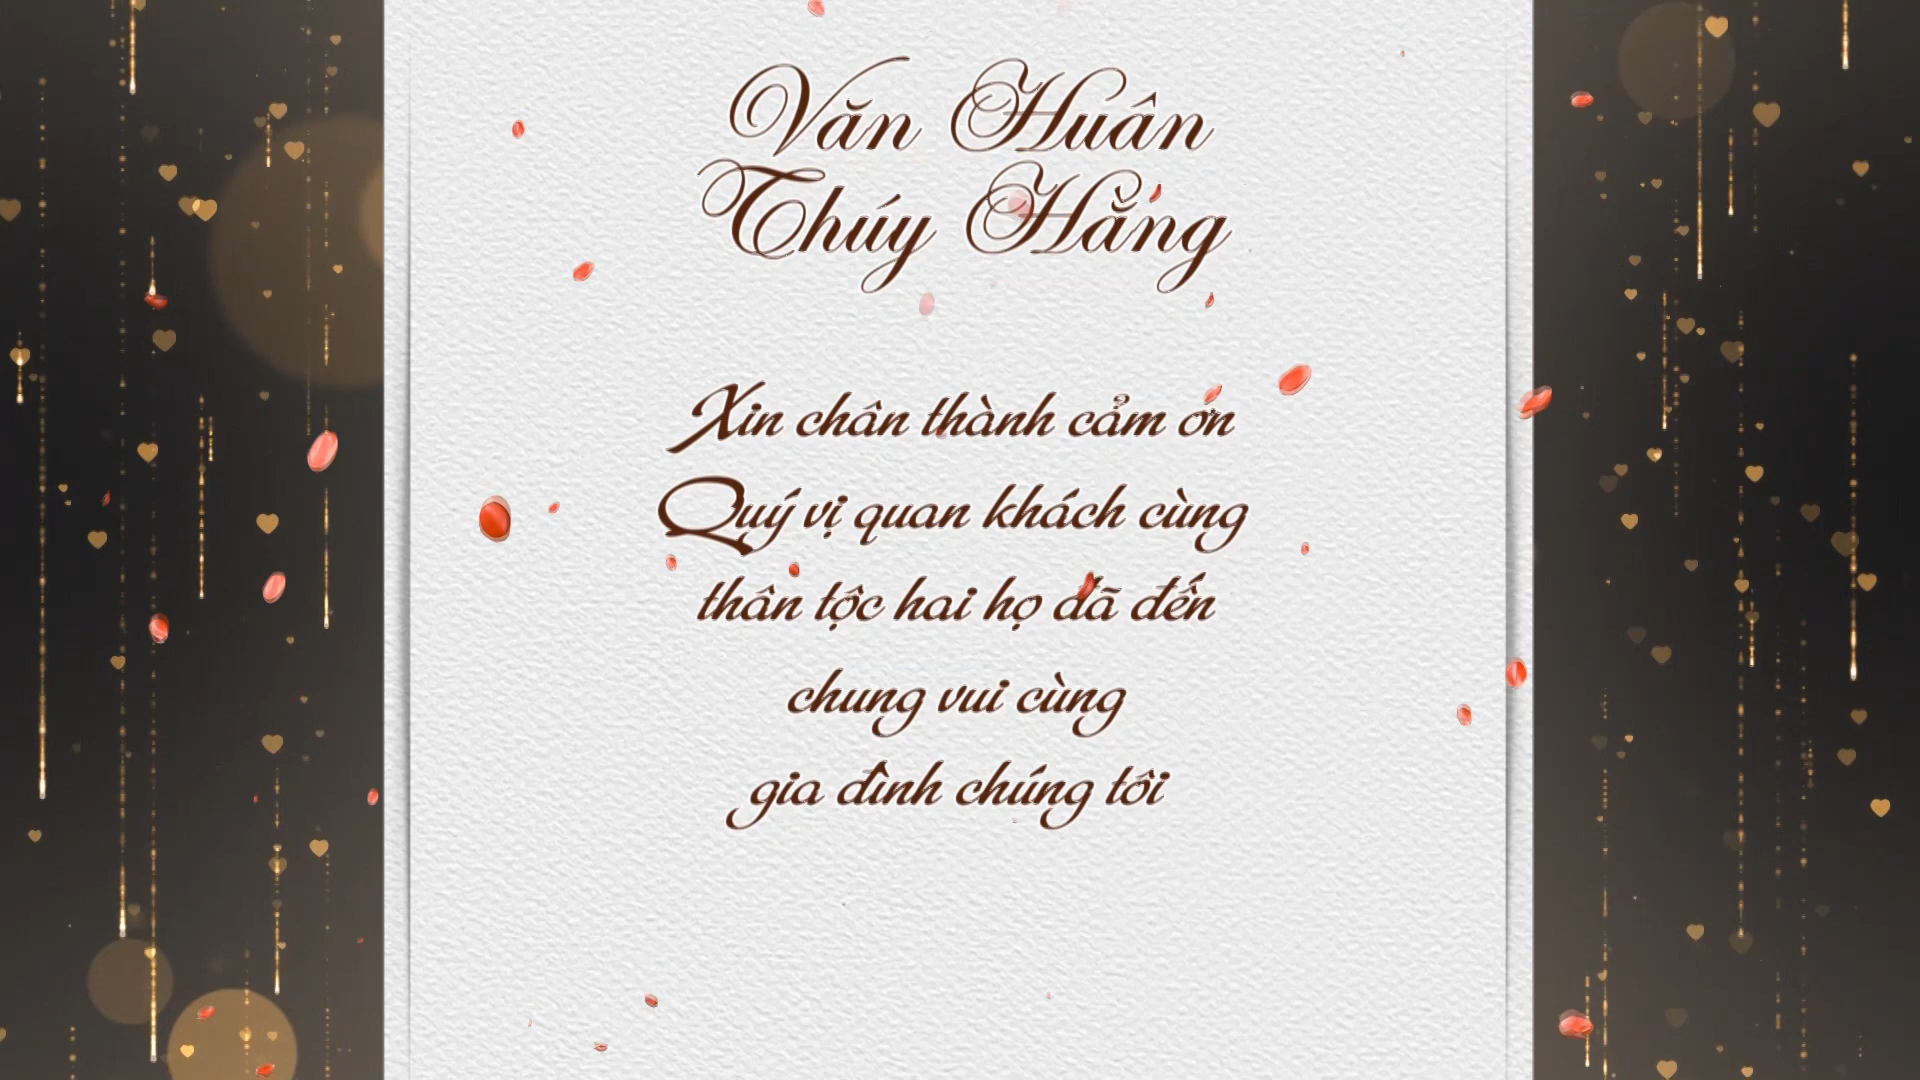 Văn Huân
Thúy Hằng
Xin chân thành cảm ơn
Quý vị quan khách cùng
thân tộc hai họ đã đến
chung vui cùng
gia đình chúng tôi